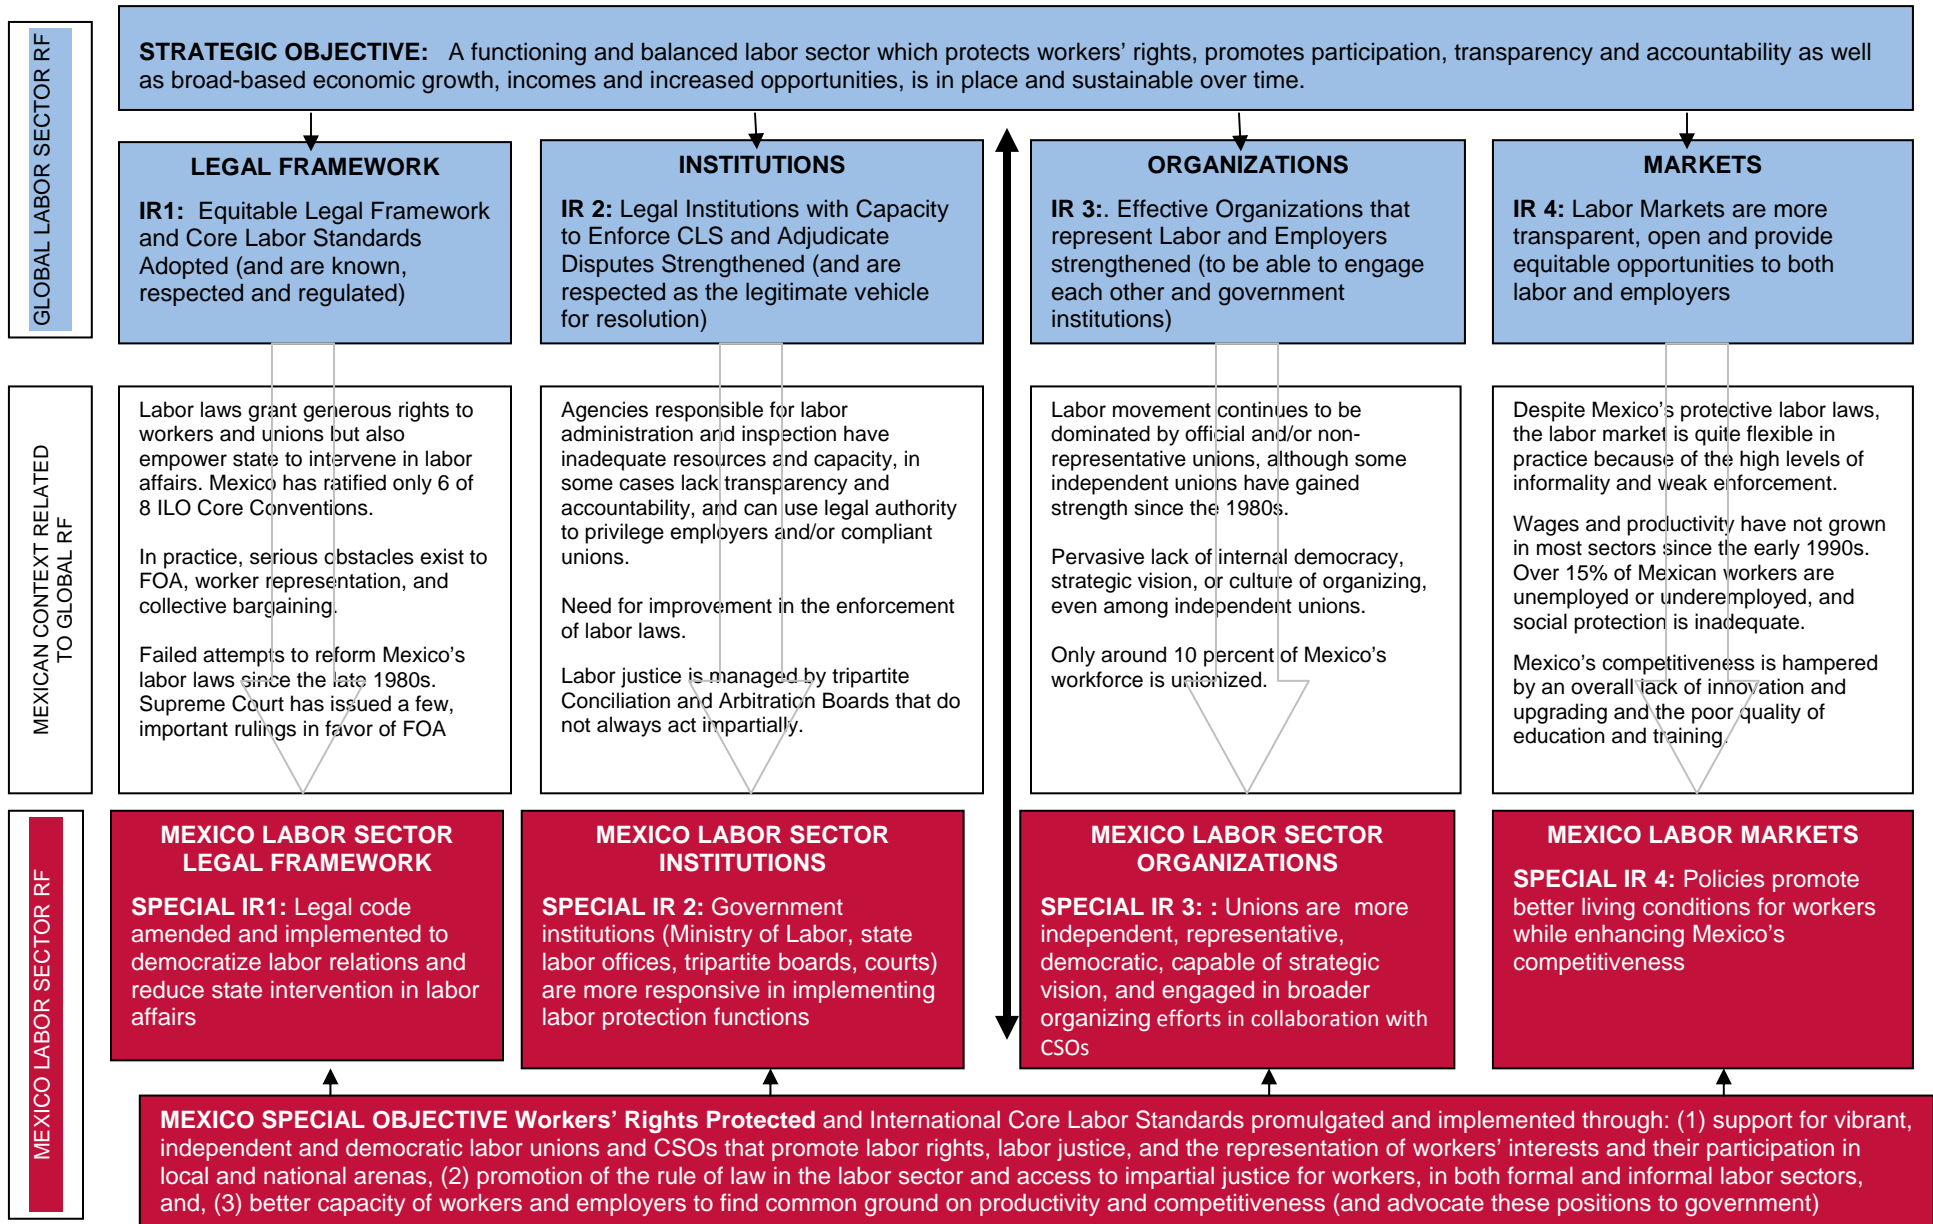 GLOBAL LABOR SECTOR RF
STRATEGIC OBJECTIVE: A functioning and balanced labor sector which protects workers' rights, promotes participation, transparency and accountability as well
as broad-based economic growth, incomes and increased opportunities, is in place and sustainable over time.
LEGAL FRAMEWORK
IR1: Equitable Legal Framework
and Core Labor Standards
Adopted (and are known,
respected and regulated)
INSTITUTIONS
IR 2: Legal Institutions with Capacity
to Enforce CLS and Adjudicate
Disputes Strengthened (and are
respected as the legitimate vehicle
for resolution)
ORGANIZATIONS
IR 3:. Effective Organizations that
represent Labor and Employers
strengthened (to be able to engage
each other and government
institutions)
MARKETS
IR 4: Labor Markets are more
transparent, open and provide
equitable opportunities to both
labor and employers
MEXICAN CONTEXT RELATED
TO GLOBAL RF
Labor laws grant generous rights to
workers and unions but also
empower state to intervene in labor
affairs. Mexico has ratified only 6 of
8 ILO Core Conventions.
In practice, serious obstacles exist to
FOA, worker representation, and
collective bargaining.
Failed attempts to reform Mexico's
labor laws since the late 1980s.
Supreme Court has issued a few,
important rulings in favor of FOA
Agencies responsible for labor
administration and inspection have
inadequate resources and capacity, in
some cases lack transparency and
accountability, and can use legal authority
to privilege employers and/or compliant
unions.
Need for improvement in the enforcement
of labor laws.
Labor justice is managed by tripartite
Conciliation and Arbitration Boards that do
not always act impartially.
Labor movement continues to be
dominated by official and/or non-
representative unions, although some
independent unions have gained
strength since the 1980s.
Pervasive lack of internal democracy,
strategic vision, or culture of organizing,
even among independent unions.
Only around 10 percent of Mexico's
workforce is unionized.
Despite Mexico's protective labor laws,
the labor market is quite flexible in
practice because of the high levels of
informality and weak enforcement.
Wages and productivity have not grown
in most sectors since the early 1990s.
Over 15% of Mexican workers are
unemployed or underemployed, and
social protection is inadequate.
Mexico's competitiveness is hampered
by an overall lack of innovation and
upgrading and the poor quality of
education and training.
MEXICO LABOR SECTOR RF
MEXICO LABOR SECTOR
LEGAL FRAMEWORK
SPECIAL IR1: Legal code
amended and implemented to
democratize labor relations and
reduce state intervention in labor
affairs
MEXICO LABOR SECTOR
INSTITUTIONS
SPECIAL IR 2: Government
institutions (Ministry of Labor, state
labor offices, tripartite boards, courts)
are more responsive in implementing
labor protection functions
MEXICO LABOR SECTOR
ORGANIZATIONS
SPECIAL IR 3: : Unions are more
independent, representative,
democratic, capable of strategic
vision, and engaged in broader
organizing efforts in collaboration with
CSOs
MEXICO LABOR MARKETS
SPECIAL IR 4: Policies promote
better living conditions for workers
while enhancing Mexico's
competitiveness
MEXICO SPECIAL OBJECTIVE Workers' Rights Protected and International Core Labor Standards promulgated and implemented through: (1) support for vibrant,
independent and democratic labor unions and CSOs that promote labor rights, labor justice, and the representation of workers' interests and their participation in
local and national arenas, (2) promotion of the rule of law in the labor sector and access to impartial justice for workers, in both formal and informal labor sectors,
and, (3) better capacity of workers and employers to find common ground on productivity and competitiveness (and advocate these positions to government)